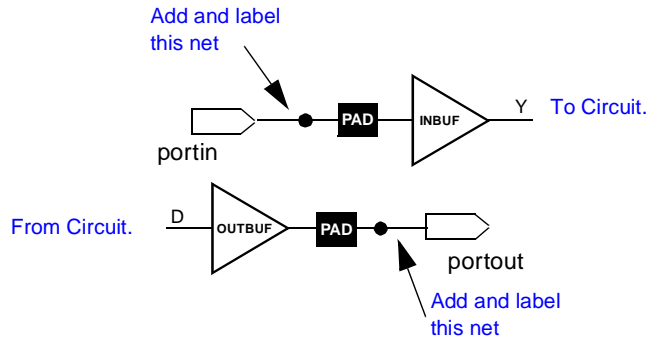 Add and label
this net
PAD
INBUF
Y
To Circuit.
portin
From Circuit.
D
OUTBUF
PAD
portout
Add and label
this net